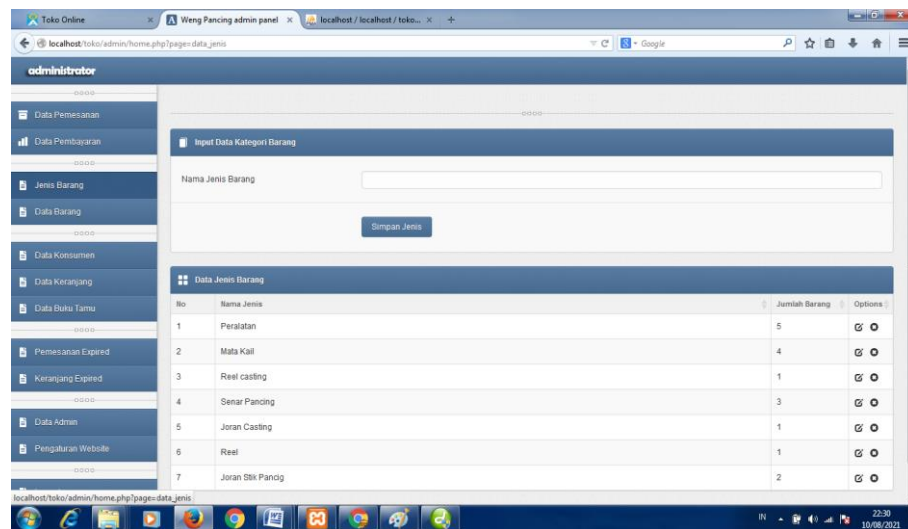 Toko Online × Weng Pancing admin panel × localhost / localhost / toko... × +
localhost/toko/admin/home.php?page=data_jenis Google
administrator
Data Pemesanan
Data Pembayaran
Jenis Barang
Data Barang
Data Konsumen
Data Keranjang
Data Buku Tamu
Pemesanan Expired
Keranjang Expired
Data Admin
Pengaturan Website
Input Data Kategori Barang
Nama Jenis Barang
Simpan Jenis
Data Jenis Barang
No Nama Jenis Jumlah Barang Options
1 Peralatan 5
2 Mata Kail 4
3 Reel casting 1
4 Senar Pancing 3
5 Joran Casting 1
6 Reel 1
7 Joran Stik Pancig 2
localhost/toko/admin/home.php?page=data_jenis
IN 22:30
10/08/2021